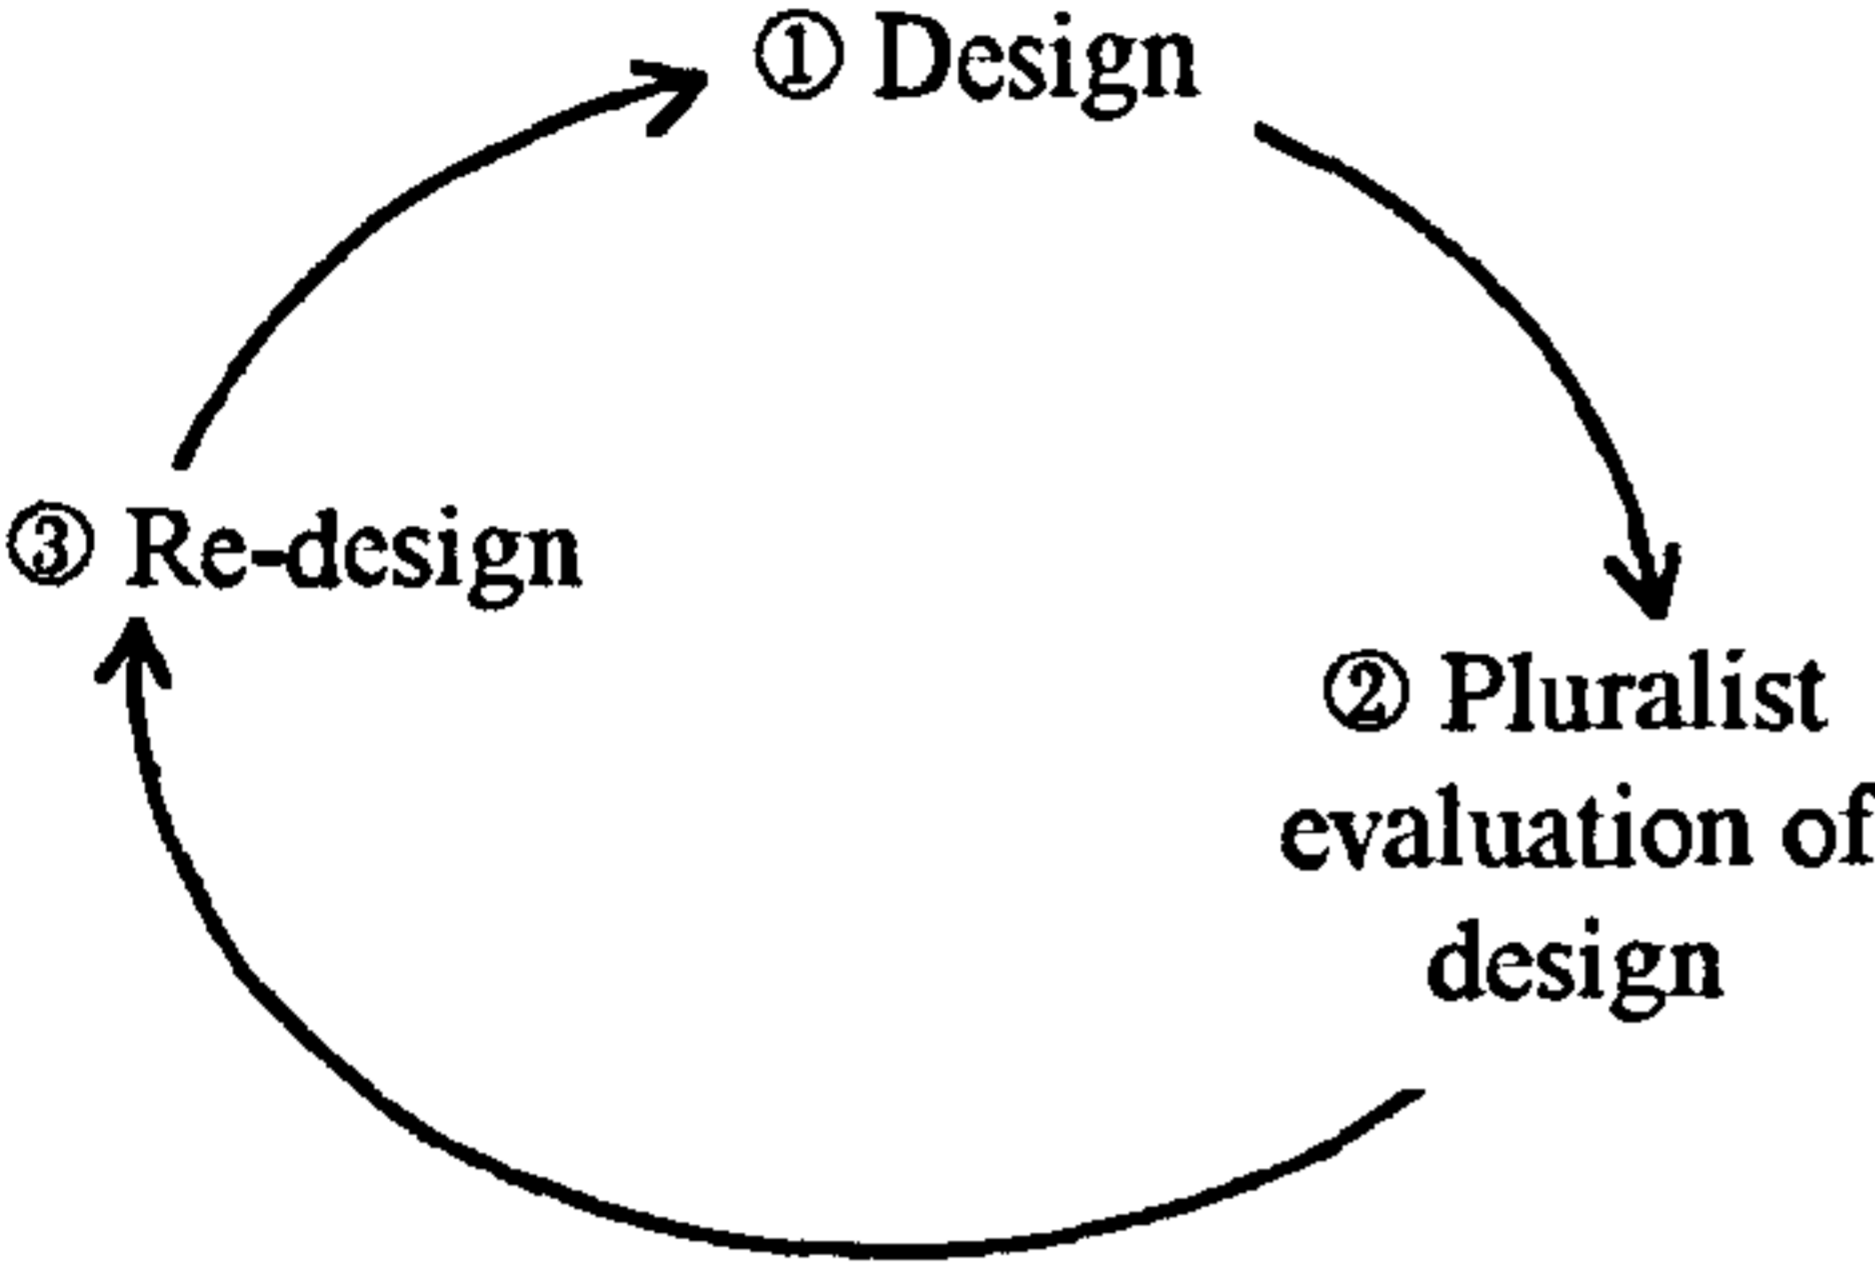 ① Design
② Pluralist
evaluation of
design
③ Re-design